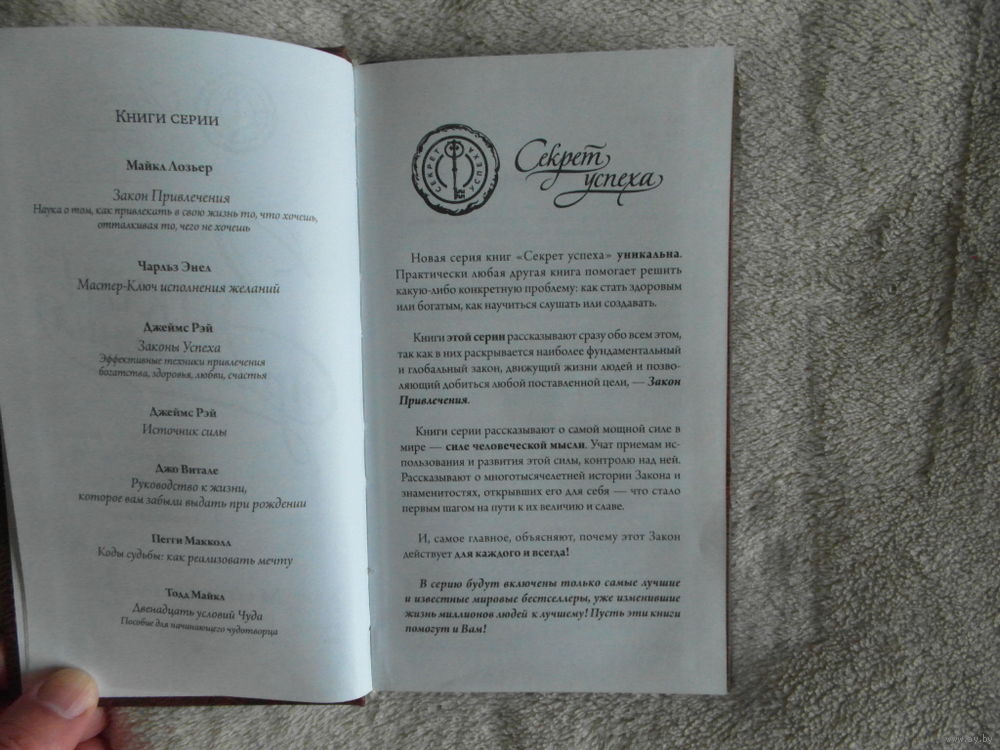 Книги серии
Майкл Лозьер
Закон Привлечения
Наука о том, как привлекать в свою жизнь то, что хочешь,
отталкивая то, чего не хочешь
Чарльз Энел
Мастер-Ключ исполнения желаний
Джеймс Рэй
Законы Успеха
Эффективные техники привлечения
богатства, здоровья, любви, счастья
Джеймс Рэй
Источник силы
Джо Витале
Руководство к жизни,
которое вам забыли выдать при рождении
Пегги Макколл
Коды судьбы: как реализовать мечту
Тодд Майкл
Двенадцать условий Чуда
Пособие для начинающего чудотворца
СЕКРЕТ УСПЕХА
Секрет
успеха
Новая серия книг «Секрет успеха» уникальна.
Практически любая другая книга помогает решить
какую-либо конкретную проблему: как стать здоровым
или богатым, как научиться слушать или создавать.
Книги этой серии рассказывают сразу обо всем этом,
так как в них раскрывается наиболее фундаментальный
и глобальный закон, движущий жизни людей и позво-
ляющий добиться любой поставленной цели, — Закон
Привлечения.
Книги серии рассказывают о самой мощной силе в
мире — силе человеческой мысли. Учат приемам ис-
пользования и развития этой силы, контролю над ней.
Рассказывают о многотысячелетней истории Закона и
знаменитостях, открывших его для себя — что стало
первым шагом на пути к их величию и славе.
И, самое главное, объясняют, почему этот Закон
действует для каждого и всегда!
В серию будут включены только самые лучшие
и известные мировые бестселлеры, уже изменившие
жизнь миллионов людей к лучшему! Пусть эти книги
помогут и Вам!
www.ay.by